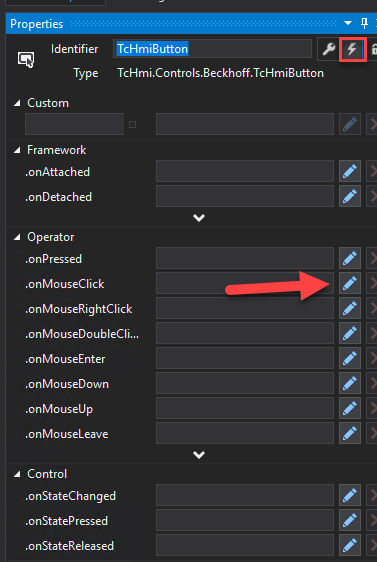 Properties
Identifier TcHmiButton
Type TcHmi.Controls.Beckhoff.TcHmiButton
Custom
Framework
.onAttached
.onDetached
Operator
.onPressed
.onMouseClick
.onMouseRightClick
.onMouseDoubleCli...
.onMouseEnter
.onMouseDown
.onMouseUp
.onMouseLeave
Control
.onStateChanged
.onStatePressed
.onStateReleased